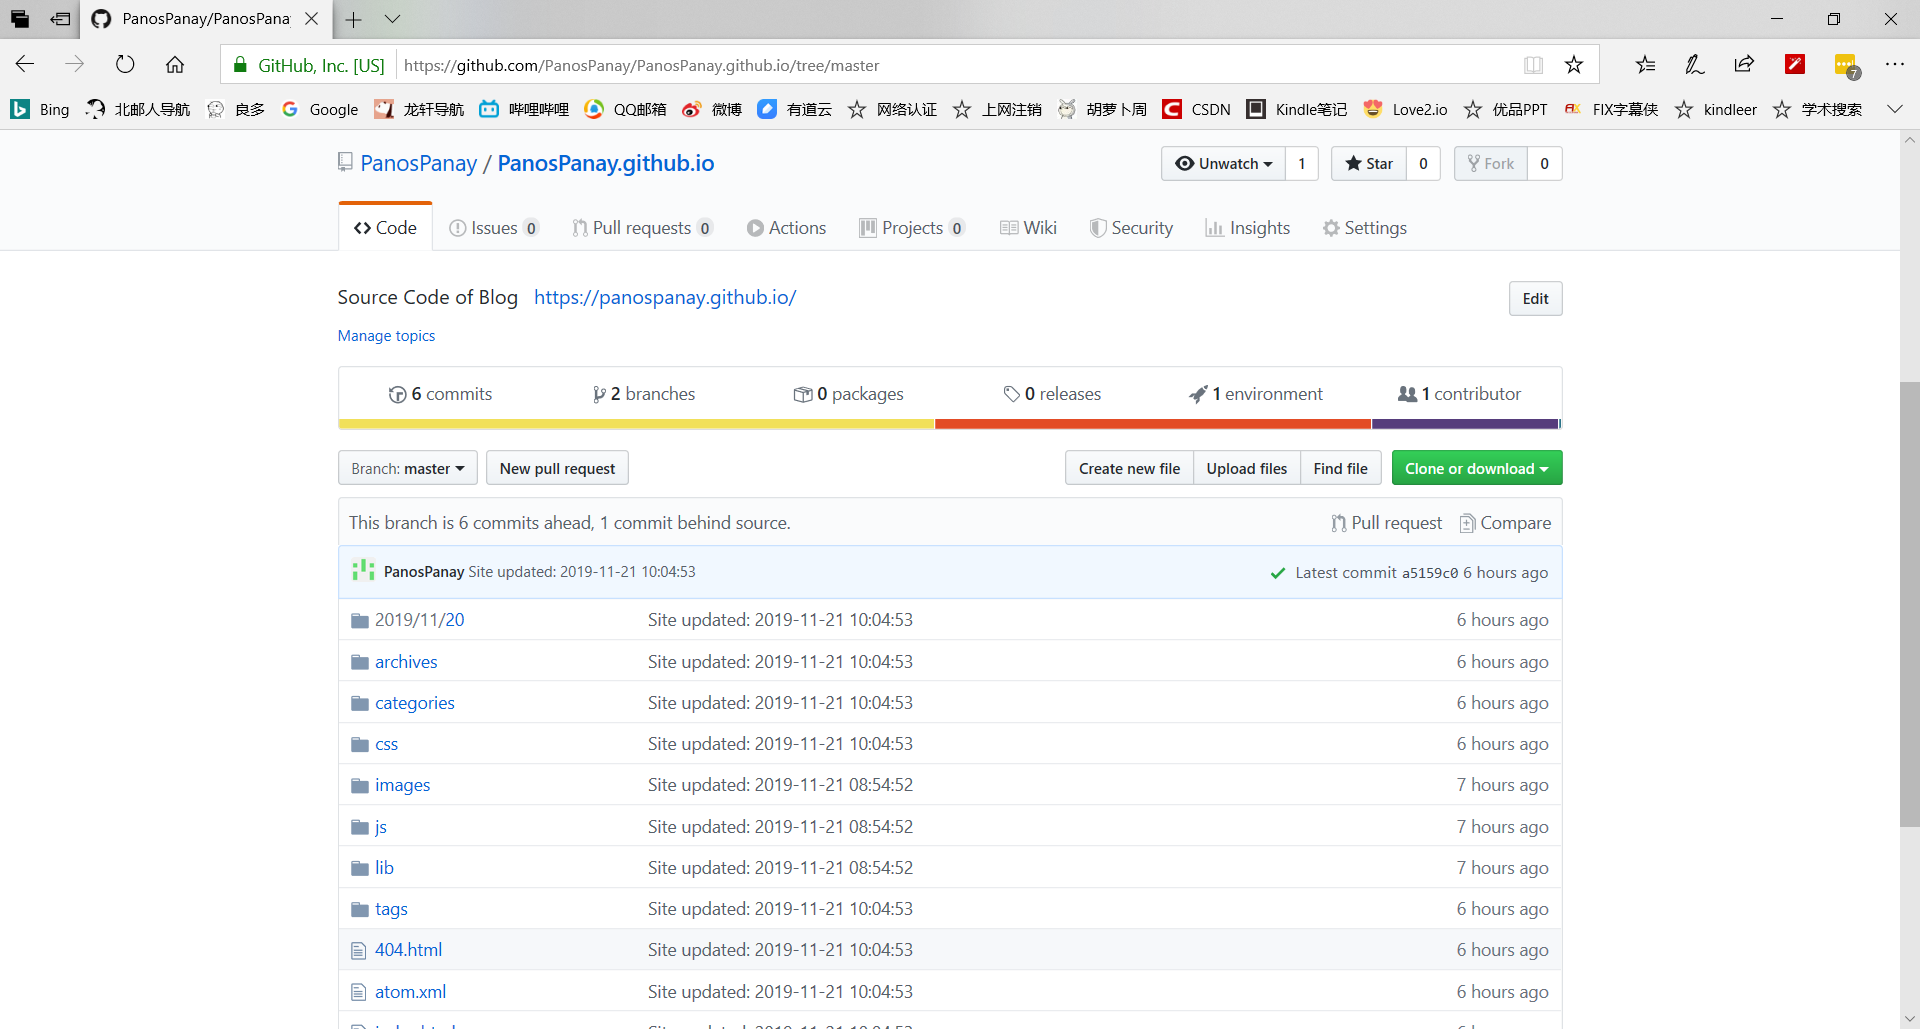 PanosPanay/PanosPana
GitHub, Inc. [US] https://github.com/PanosPanay/PanosPanay.github.io/tree/master
7
Bing 北邮人导航 良多 Google 龙轩导航 哔哩哔哩 QQ邮箱 微博 有道云 网络认证 上网注销 胡萝卜周 CSDN Kindle笔记 Love2.io 优品PPT FIX字幕侠 kindleer 学术搜索
PanosPanay / PanosPanay.github.io Unwatch 1 Star 0 Fork 0
Code Issues 0 Pull requests 0 Actions Projects 0 Wiki Security Insights Settings
Source Code of Blog https://panospanay.github.io/ Edit
Manage topics
6 commits 2 branches 0 packages 0 releases 1 environment 1 contributor
Branch: master New pull request Create new file Upload files Find file Clone or download
This branch is 6 commits ahead, 1 commit behind source. Pull request Compare
PanosPanay Site updated: 2019-11-21 10:04:53 Latest commit a5159c0 6 hours ago
2019/11/20 Site updated: 2019-11-21 10:04:53 6 hours ago
archives Site updated: 2019-11-21 10:04:53 6 hours ago
categories Site updated: 2019-11-21 10:04:53 6 hours ago
css Site updated: 2019-11-21 10:04:53 6 hours ago
images Site updated: 2019-11-21 08:54:52 7 hours ago
js Site updated: 2019-11-21 08:54:52 7 hours ago
lib Site updated: 2019-11-21 08:54:52 7 hours ago
tags Site updated: 2019-11-21 10:04:53 6 hours ago
404.html Site updated: 2019-11-21 10:04:53 6 hours ago
atom.xml Site updated: 2019-11-21 10:04:53 6 hours ago